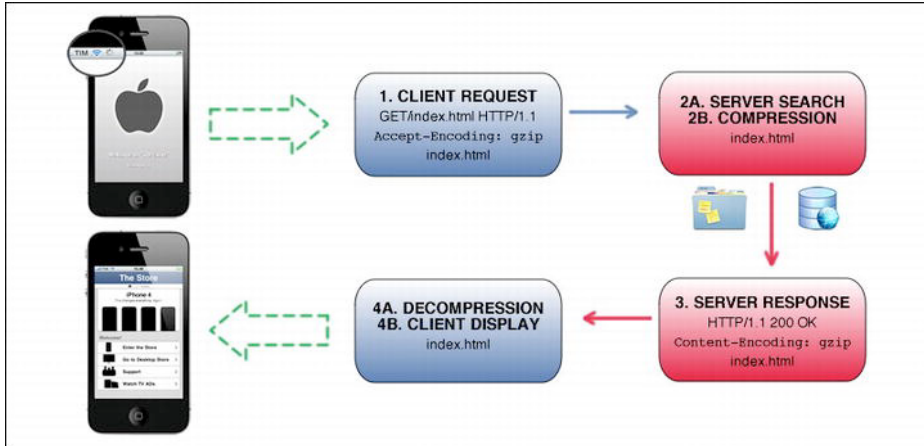 TIM
1. CLIENT REQUEST
GET/index.html HTTP/1.1
Accept-Encoding: gzip
index.html
2A. SERVER SEARCH
2B. COMPRESSION
index.html
The Store
iPhone 4
Welcome!
Enter the Store
Go to Desktop Store
Support
Watch TV ADs
4A. DECOMPRESSION
4B. CLIENT DISPLAY
index.html
3. SERVER RESPONSE
HTTP/1.1 200 OK
Content-Encoding: gzip
index.html